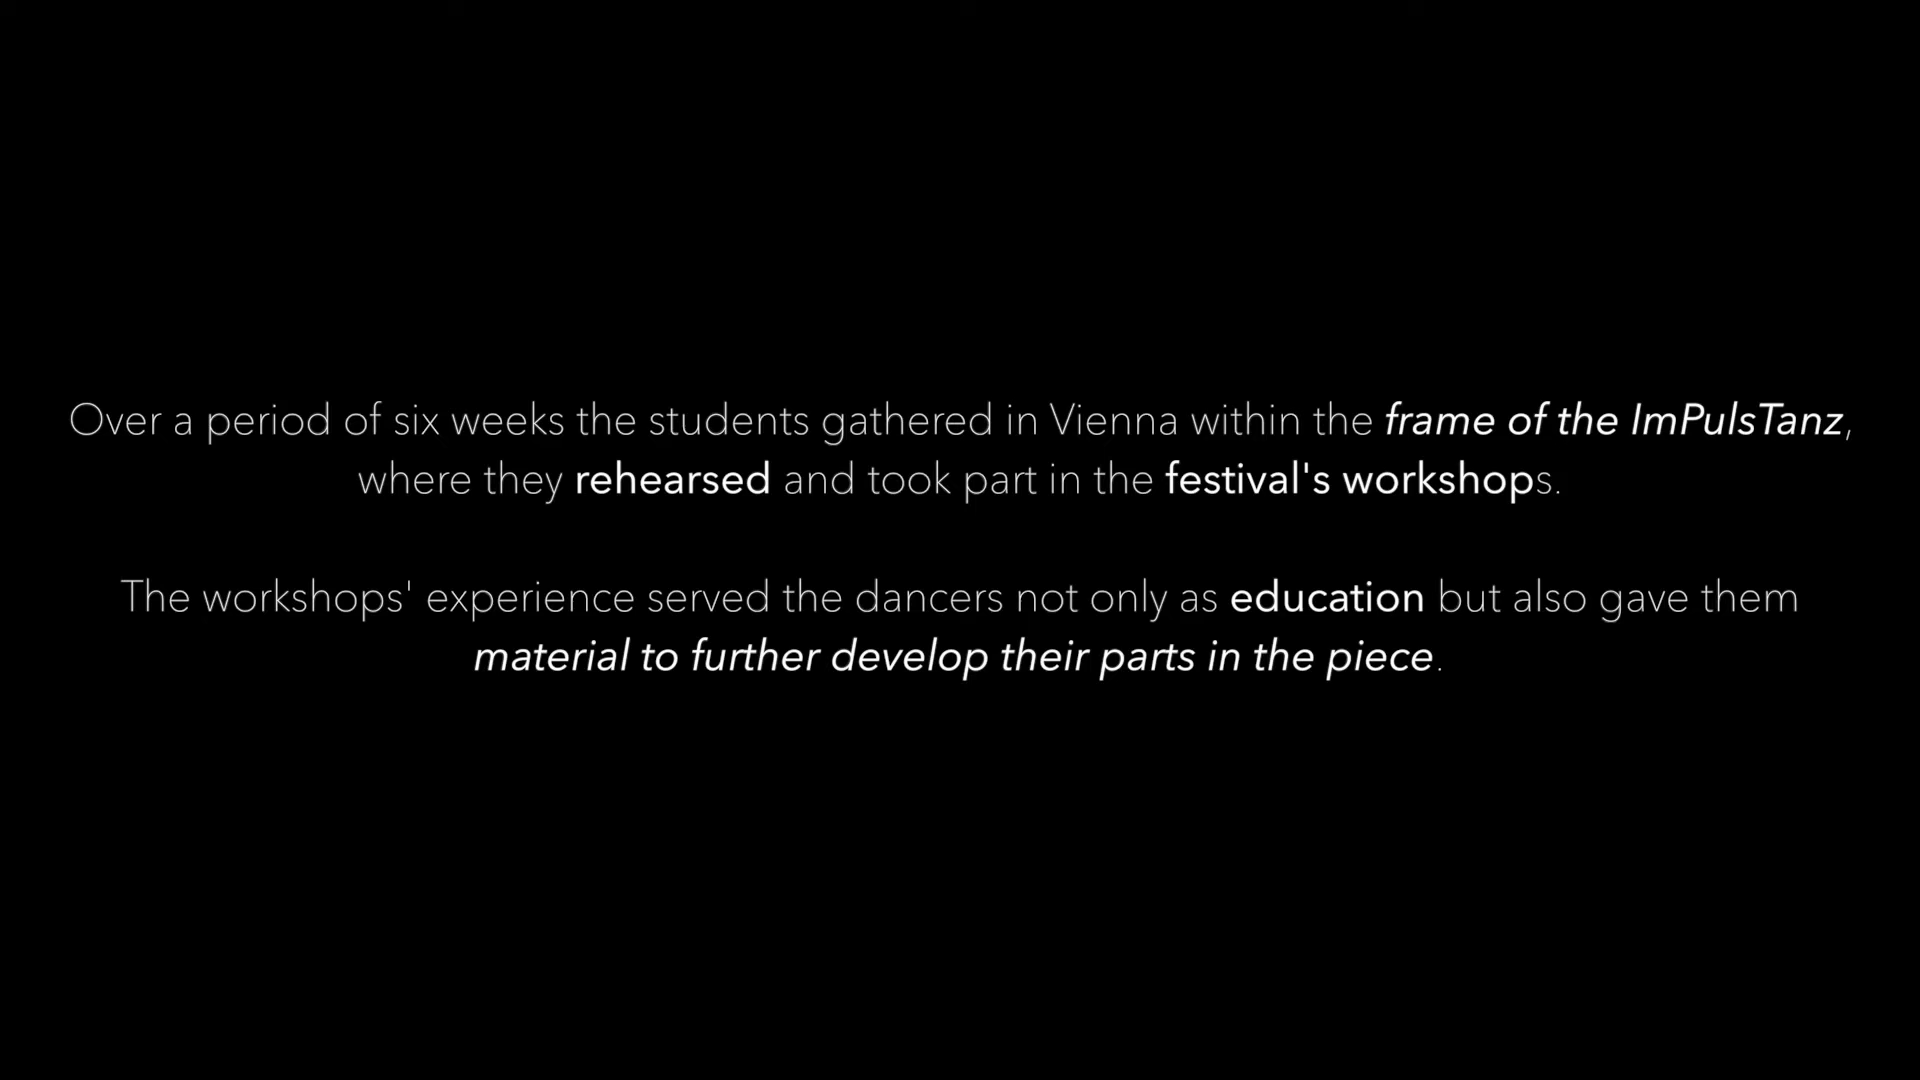 Over a period of six weeks the students gathered in Vienna within the frame of the ImPulsTanz,
where they rehearsed and took part in the festival's workshops.
The workshops' experience served the dancers not only as education but also gave them
material to further develop their parts in the piece.